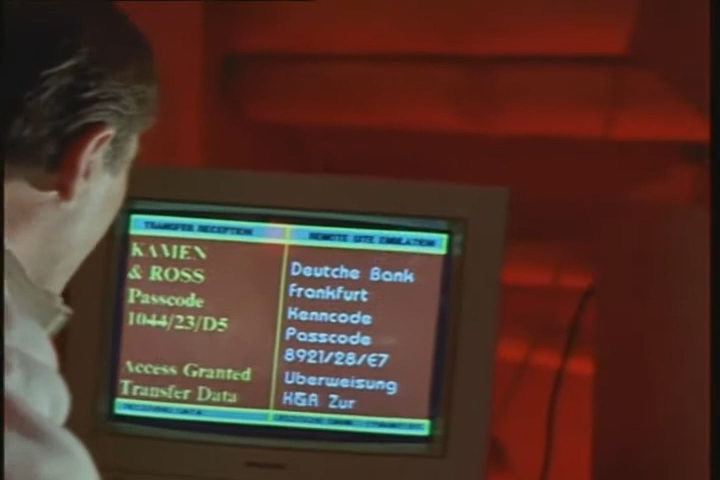 TRANSFER RECEPTION
KAMEN
& ROSS
Passcode
1044/23/D5
Access Granted
Transfer Data
REMOTE SITE EMULATION
Deutche Bank
Frankfurt
Kenncode
Passcode
8921/28/E7
Uberweisung
K&R Zur